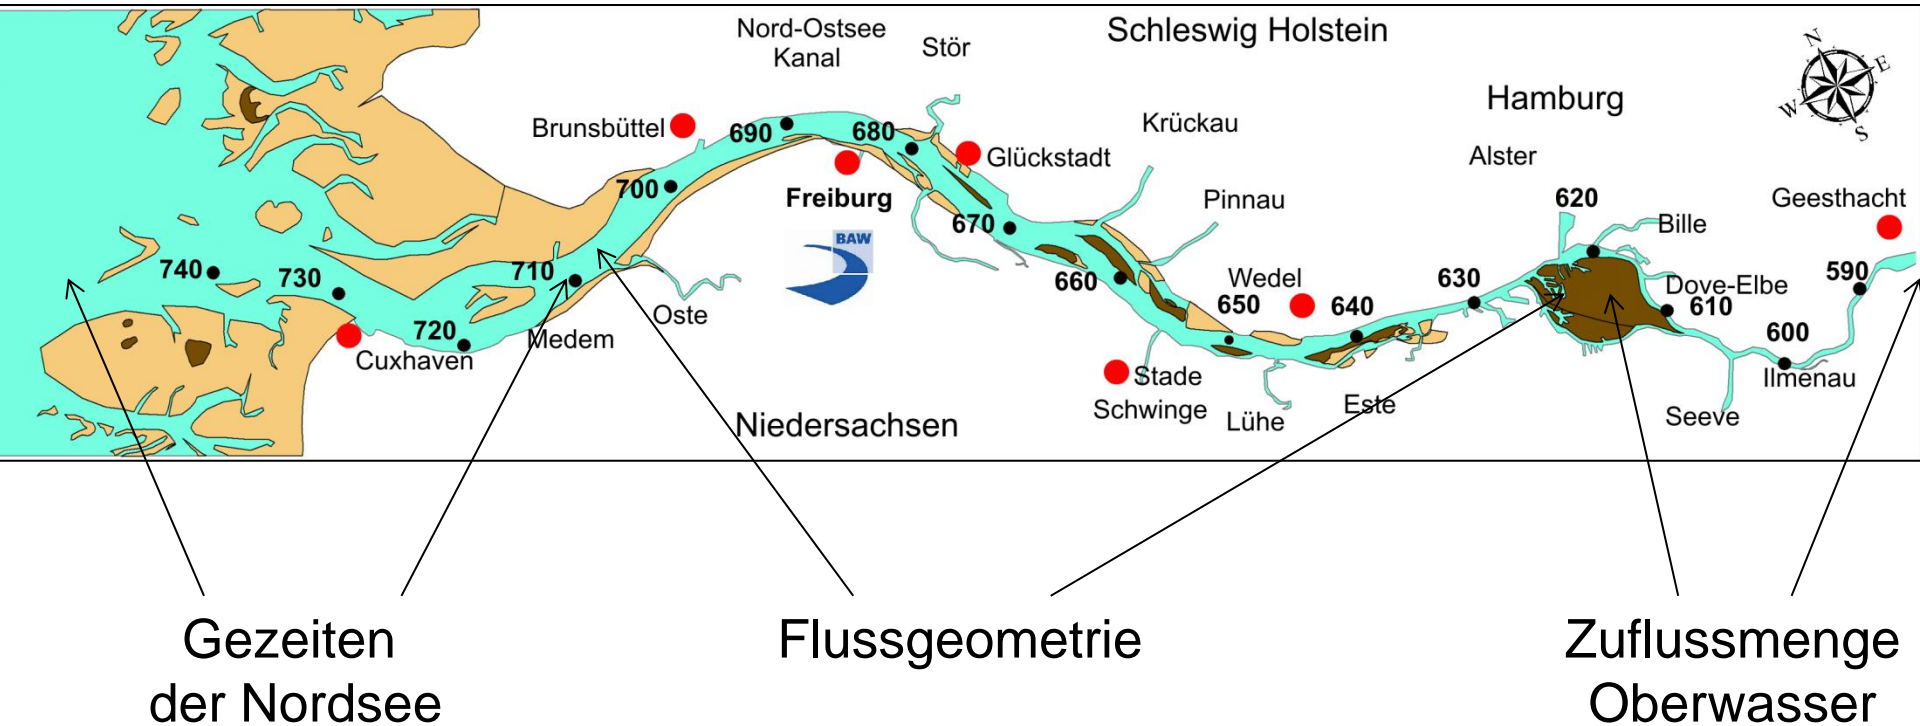 Nord-Ostsee
Kanal
Stör
Schleswig Holstein
N
E
W
S
Hamburg
Brunsbüttel
690
680
Krückau
Glückstadt
Alster
700
Freiburg
Pinnau
620
Geesthacht
670
Bille
BAW
740
730
710
660
Wedel
630
590
Dove-Elbe
Oste
650
640
610
720
Medem
600
Cuxhaven
Stade
Ilmenau
Schwinge
Lühe
Este
Seeve
Niedersachsen
Gezeiten
der Nordsee
Flussgeometrie
Zuflussmenge
Oberwasser